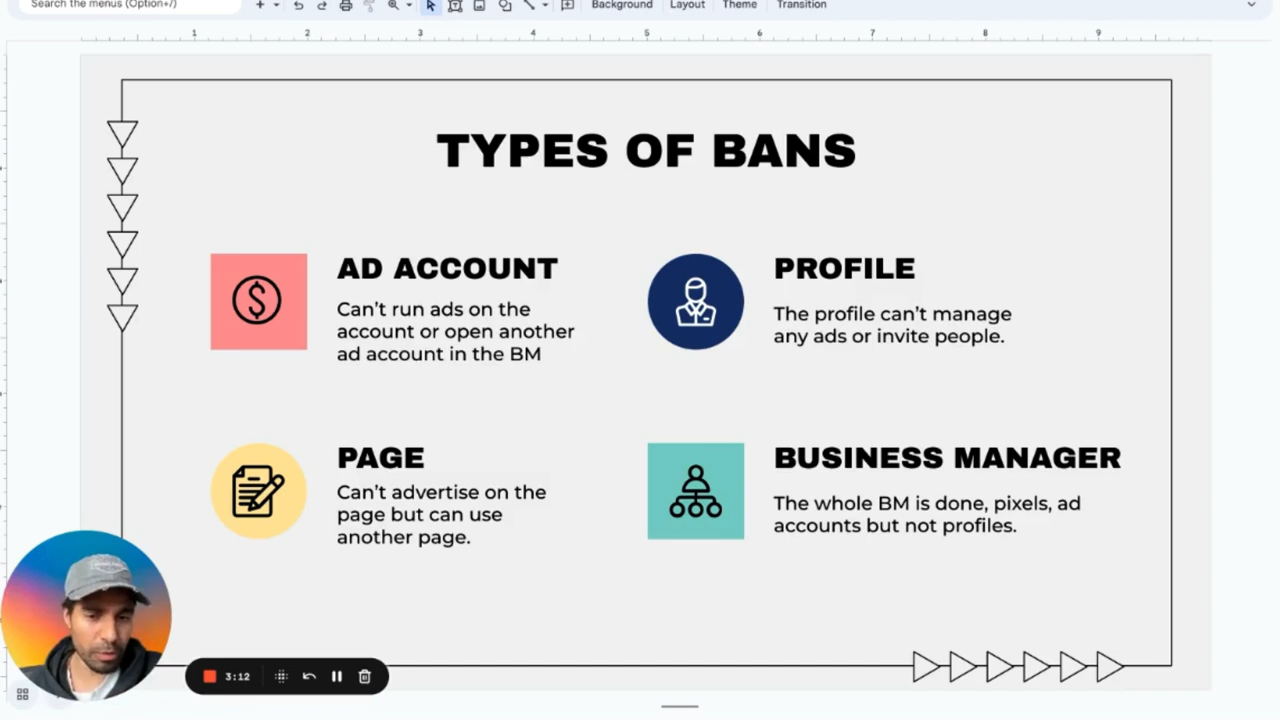 Search the menus (Option+/)
Background Layout Theme Transition
1 2 3 4 5 6 7 8 9
TYPES OF BANS
AD ACCOUNT
Can't run ads on the
account or open another
ad account in the BM
PROFILE
The profile can't manage
any ads or invite people.
PAGE
Can't advertise on the
page but can use
another page.
BUSINESS MANAGER
The whole BM is done, pixels, ad
accounts but not profiles.
3:12